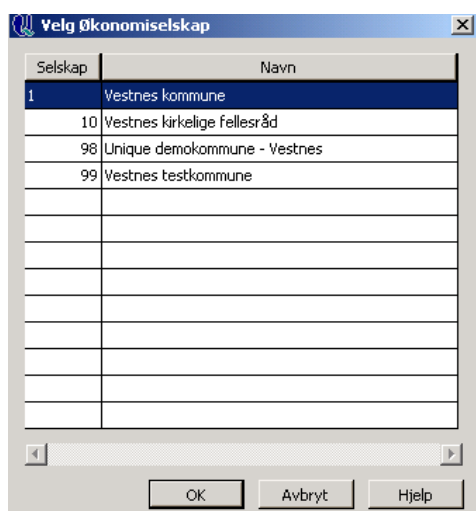 Velg Økonomiselskap
Selskap Navn
1 Vestnes kommune
10 Vestnes kirkelige fellesråd
98 Unique demokommune - Vestnes
99 Vestnes testkommune
OK Avbryt Hjelp